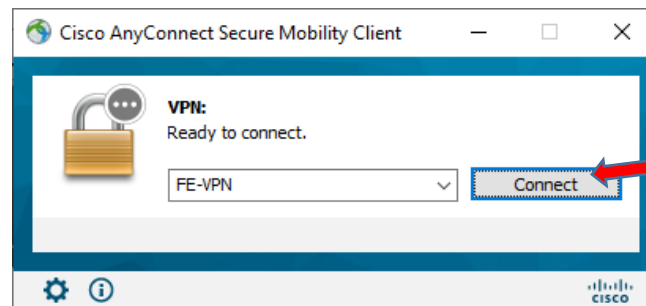 Cisco AnyConnect Secure Mobility Client
VPN:
Ready to connect.
FE-VPN
Connect
CISCO